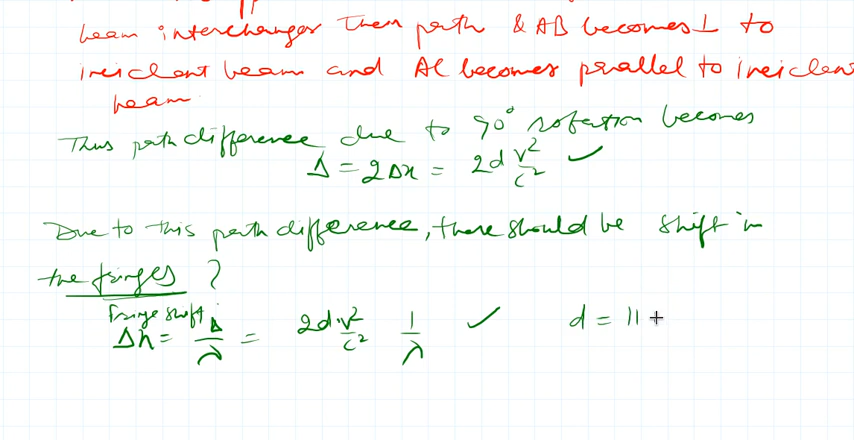 beam interchanges Their path & AB becomes ⊥ to
incident beam and AC becomes parallel to incident
beam
Thus path difference due to 90° rotation becomes
Δ = 2Δx = 2d v²/c² ✓
Due to this path difference, there should be shift in
the fringes ?
Fringe shift
Δn = Δ/λ = 2d·v²/c² 1/λ ✓ d = 11